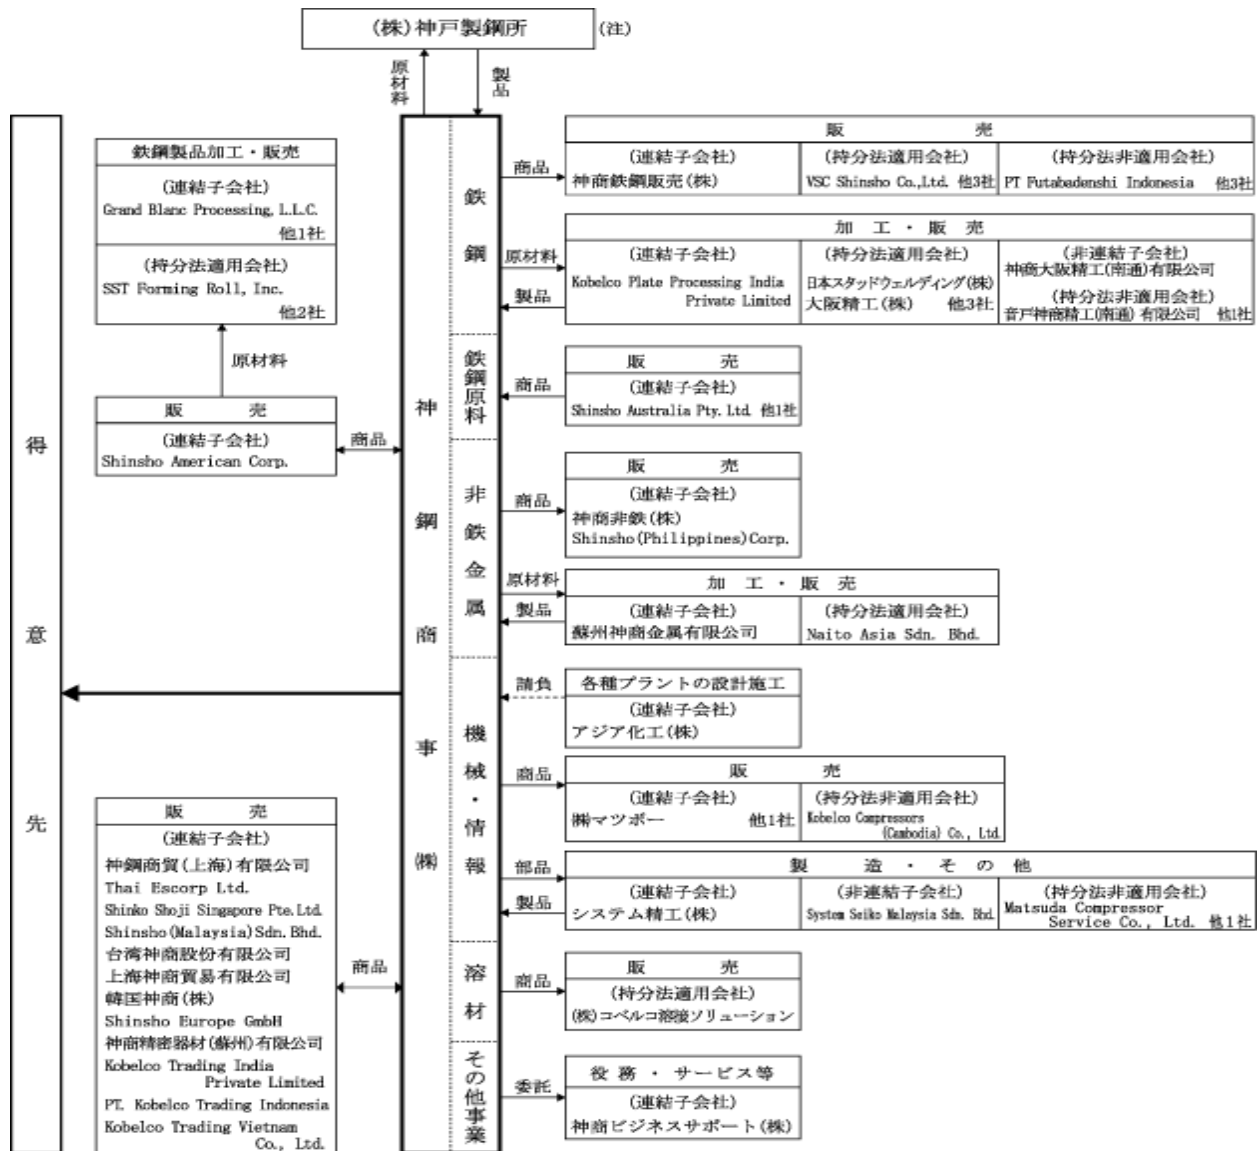 (株)神戸製鋼所
(注)
原材料
製品
得意先
鉄鋼製品加工・販売
(連結子会社)
Grand Blanc Processing, L.L.C.
他1社
(持分法適用会社)
SST Forming Roll, Inc.
他2社
原材料
販売
(連結子会社)
Shinsho American Corp.
商品
販売
(連結子会社)
神鋼商貿(上海)有限公司
Thai Escorp Ltd.
Shinko Shoji Singapore Pte.Ltd.
Shinsho(Malaysia)Sdn.Bhd.
台湾神商股份有限公司
上海神商貿易有限公司
韓国神商(株)
Shinsho Europe GmbH
神商精密器材(蘇州)有限公司
Kobelco Trading India
Private Limited
PT. Kobelco Trading Indonesia
Kobelco Trading Vietnam
Co., Ltd.
商品
神鋼商事(株)
鉄鋼
商品
販売
(連結子会社)
神商鉄鋼販売(株)
(持分法適用会社)
VSC Shinsho Co.,Ltd. 他3社
(持分法非適用会社)
PT Futabadenshi Indonesia 他3社
原材料
製品
加工・販売
(連結子会社)
Kobelco Plate Processing India
Private Limited
(持分法適用会社)
日本スタッドウェルディング(株)
大阪精工(株) 他3社
(非連結子会社)
神商大阪精工(南通)有限公司
(持分法非適用会社)
音戸神商精工(南通)有限公司 他1社
鉄鋼原料
商品
販売
(連結子会社)
Shinsho Australia Pty. Ltd. 他1社
非鉄金属
商品
販売
(連結子会社)
神商非鉄(株)
Shinsho(Philippines)Corp.
原材料
製品
加工・販売
(連結子会社)
蘇州神商金属有限公司
(持分法適用会社)
Naito Asia Sdn. Bhd.
機械・情報
請負
各種プラントの設計施工
(連結子会社)
アジア化工(株)
商品
販売
(連結子会社)
㈱マツボー 他1社
(持分法非適用会社)
Kobelco Compressors
(Cambodia) Co., Ltd.
部品
製品
製造・その他
(連結子会社)
システム精工(株)
(非連結子会社)
System Seiko Malaysia Sdn. Bhd.
(持分法非適用会社)
Matsuda Compressor
Service Co., Ltd. 他1社
溶材
商品
販売
(持分法適用会社)
(株)コベルコ溶接ソリューション
その他事業
委託
役務・サービス等
(連結子会社)
神商ビジネスサポート(株)